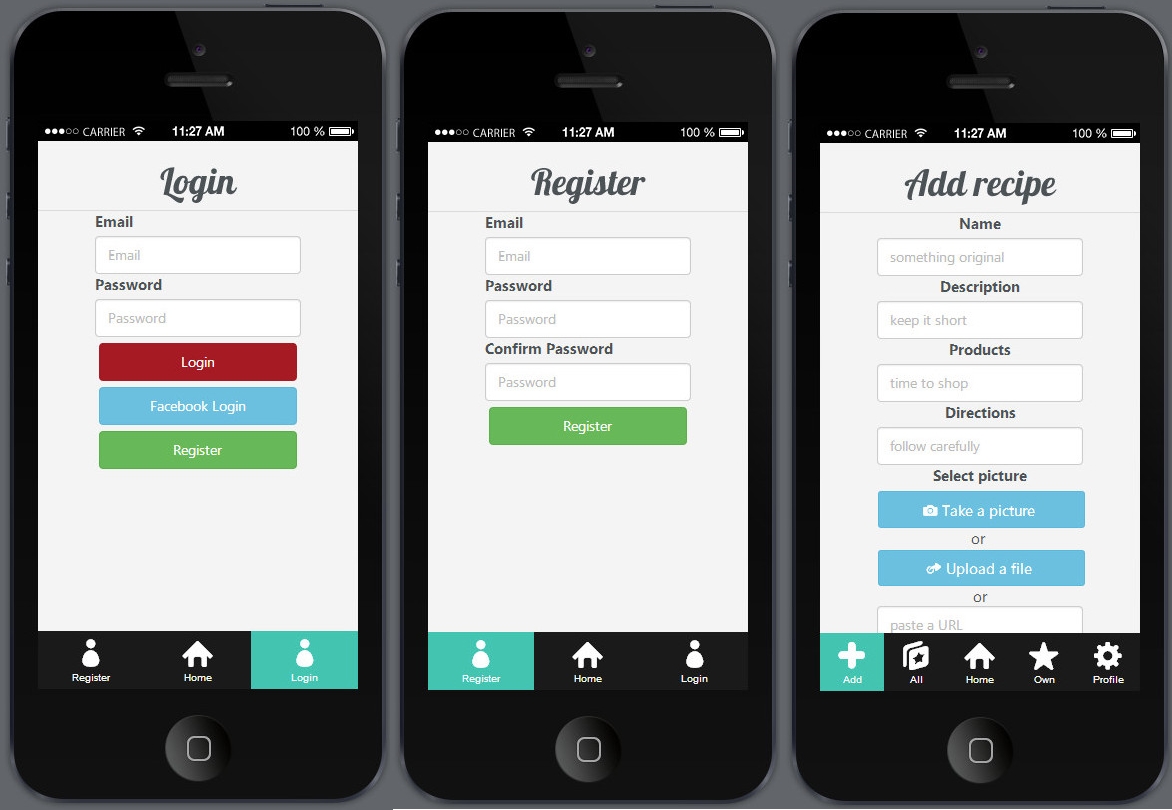 CARRIER 11:27 AM 100 %
Login
Email
Email
Password
Password
Login
Facebook Login
Register
Register Home Login
CARRIER 11:27 AM 100 %
Register
Email
Email
Password
Password
Confirm Password
Password
Register
Register Home Login
CARRIER 11:27 AM 100 %
Add recipe
Name
something original
Description
keep it short
Products
time to shop
Directions
follow carefully
Select picture
Take a picture
or
Upload a file
or
paste a URL
Add All Home Own Profile